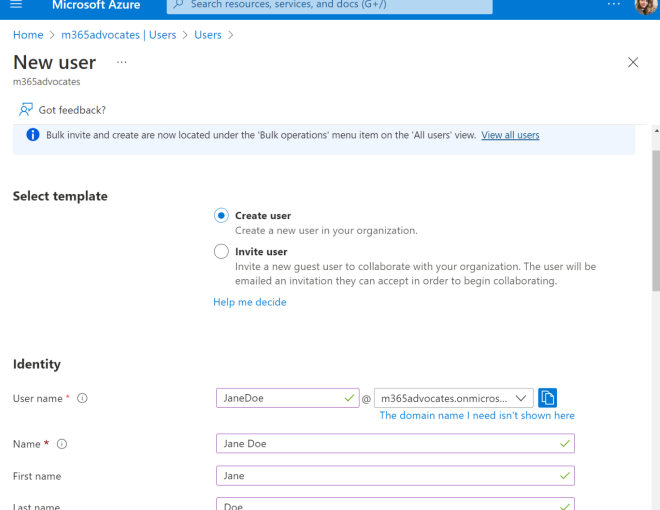 Microsoft Azure
Search resources, services, and docs (G+/)
Home > m365advocates | Users > Users >
New user ...
m365advocates
Got feedback?
Bulk invite and create are now located under the 'Bulk operations' menu item on the 'All users' view. View all users
Select template
Create user
Create a new user in your organization.
Invite user
Invite a new guest user to collaborate with your organization. The user will be
emailed an invitation they can accept in order to begin collaborating.
Help me decide
Identity
User name * JaneDoe @ m365advocates.onmicros...
The domain name I need isn't shown here
Name * Jane Doe
First name Jane
Last name Doe